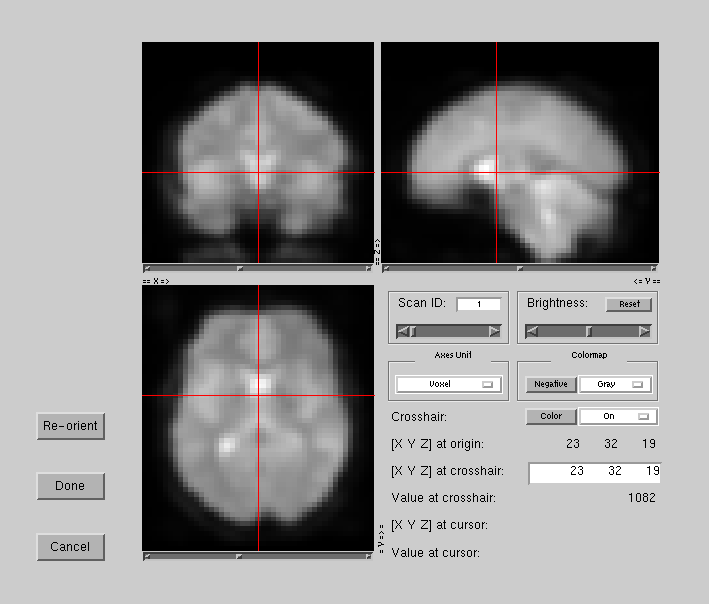 == Z =>
== X =>
<= Y ==
Scan ID: 1
Brightness: Reset
Axes Unit
Colormap
Voxel
Negative Gray
Crosshair: Color On
Re-orient
[X Y Z] at origin: 23 32 19
[X Y Z] at crosshair: 23 32 19
Done
Value at crosshair: 1082
[X Y Z] at cursor:
== Y =>
Cancel
Value at cursor: